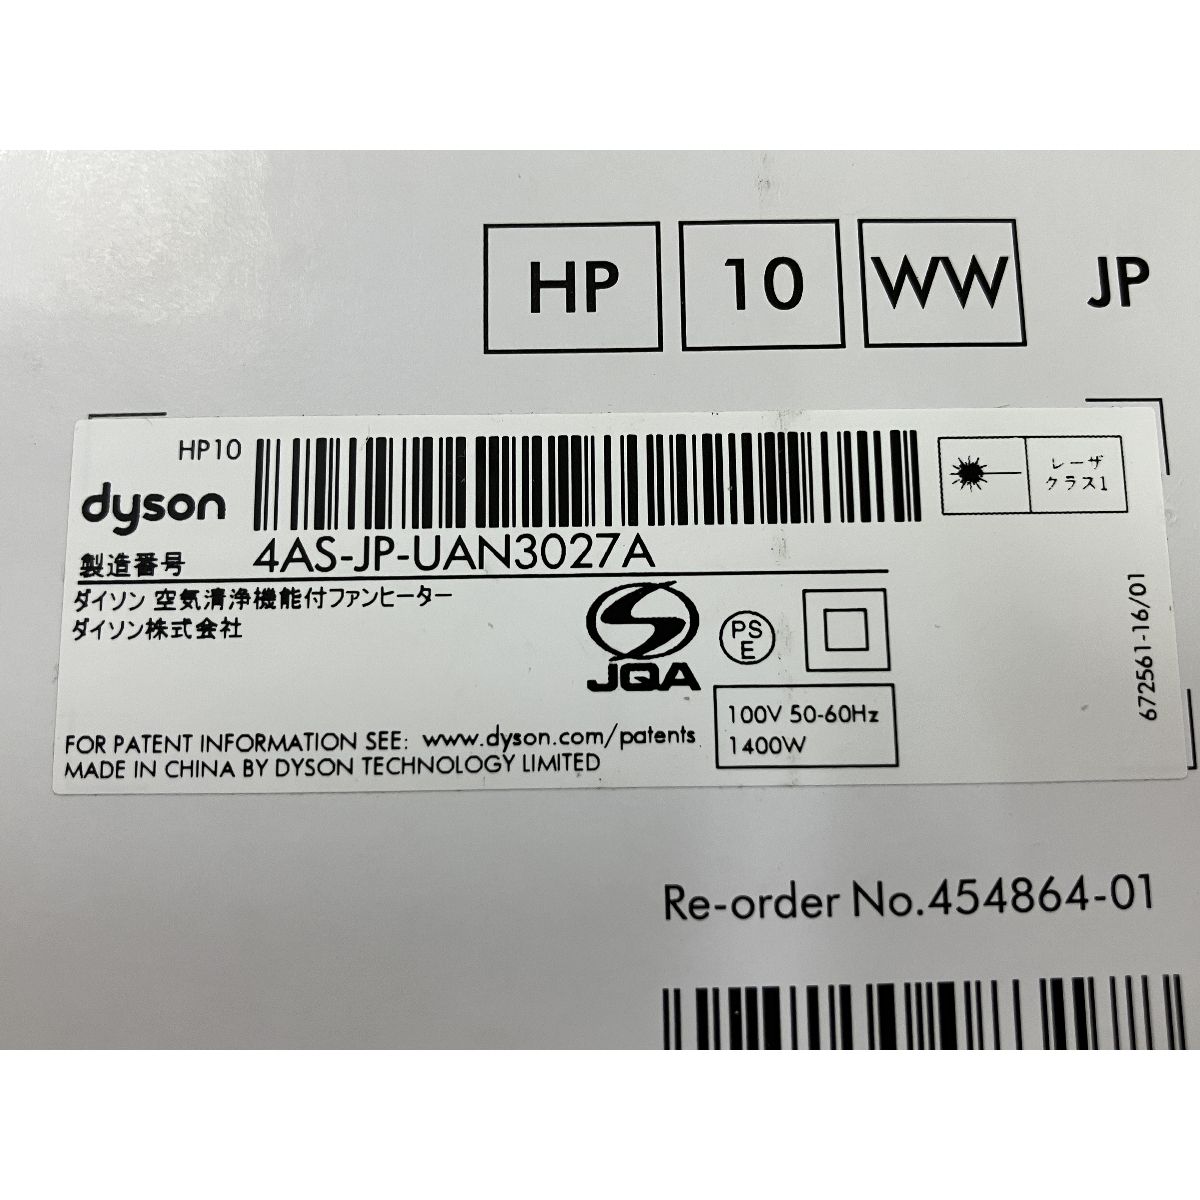 HP 10 WW JP
HP10
dyson
レーザ
クラス1
製造番号 4AS-JP-UAN3027A
ダイソン 空気清浄機能付ファンヒーター
ダイソン株式会社
JQA
PS
E
672561-16/01
100V 50-60Hz
1400W
FOR PATENT INFORMATION SEE: www.dyson.com/patents
MADE IN CHINA BY DYSON TECHNOLOGY LIMITED
Re-order No.454864-01